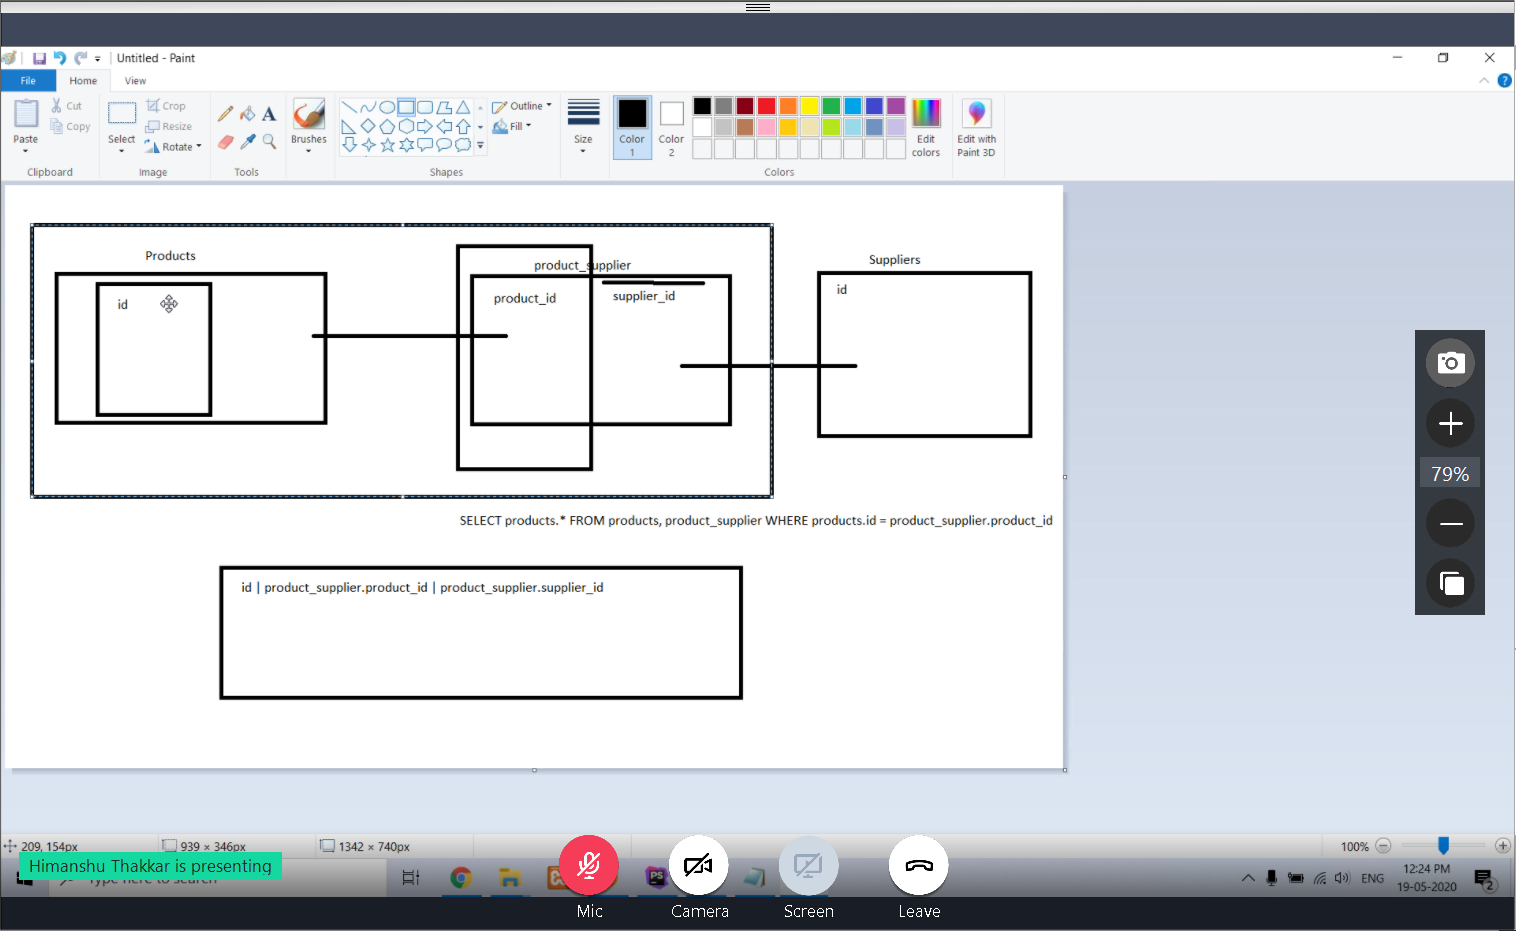 Untitled - Paint
File Home View
Paste
Cut
Copy
Clipboard
Select
Crop
Resize
Rotate
Image
Tools
Brushes
Shapes
Outline
Fill
Size
Color 1
Color 2
Edit colors
Colors
Edit with Paint 3D
Products
id
product_supplier
product_id
supplier_id
Suppliers
id
SELECT products.* FROM products, product_supplier WHERE products.id = product_supplier.product_id
id | product_supplier.product_id | product_supplier.supplier_id
79%
209, 154px
939 × 346px
1342 × 740px
100%
Himanshu Thakkar is presenting
Type here to search
PS
ENG
12:24 PM
19-05-2020
2
Mic
Camera
Screen
Leave